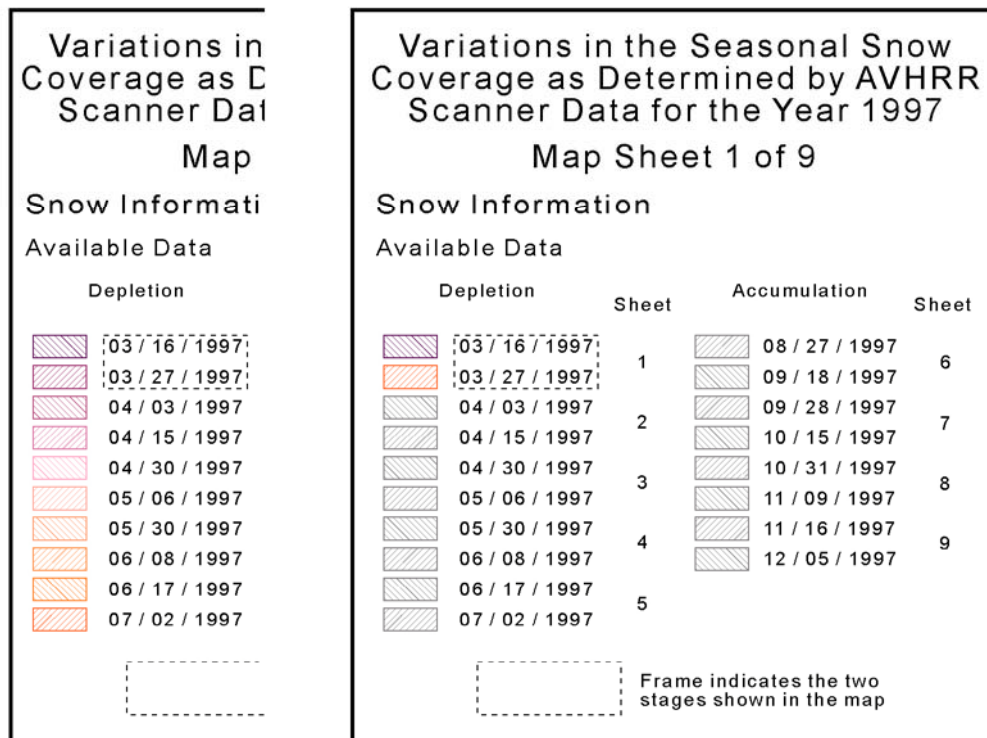 Variations in
Coverage as D
Scanner Dat
Map
Snow Informati
Available Data
Depletion
03 / 16 / 1997
03 / 27 / 1997
04 / 03 / 1997
04 / 15 / 1997
04 / 30 / 1997
05 / 06 / 1997
05 / 30 / 1997
06 / 08 / 1997
06 / 17 / 1997
07 / 02 / 1997
Variations in the Seasonal Snow
Coverage as Determined by AVHRR
Scanner Data for the Year 1997
Map Sheet 1 of 9
Snow Information
Available Data
Depletion
Sheet
03 / 16 / 1997
03 / 27 / 1997
1
04 / 03 / 1997
04 / 15 / 1997
2
04 / 30 / 1997
05 / 06 / 1997
3
05 / 30 / 1997
06 / 08 / 1997
4
06 / 17 / 1997
07 / 02 / 1997
5
Accumulation
Sheet
08 / 27 / 1997
09 / 18 / 1997
6
09 / 28 / 1997
10 / 15 / 1997
7
10 / 31 / 1997
11 / 09 / 1997
8
11 / 16 / 1997
12 / 05 / 1997
9
Frame indicates the two
stages shown in the map